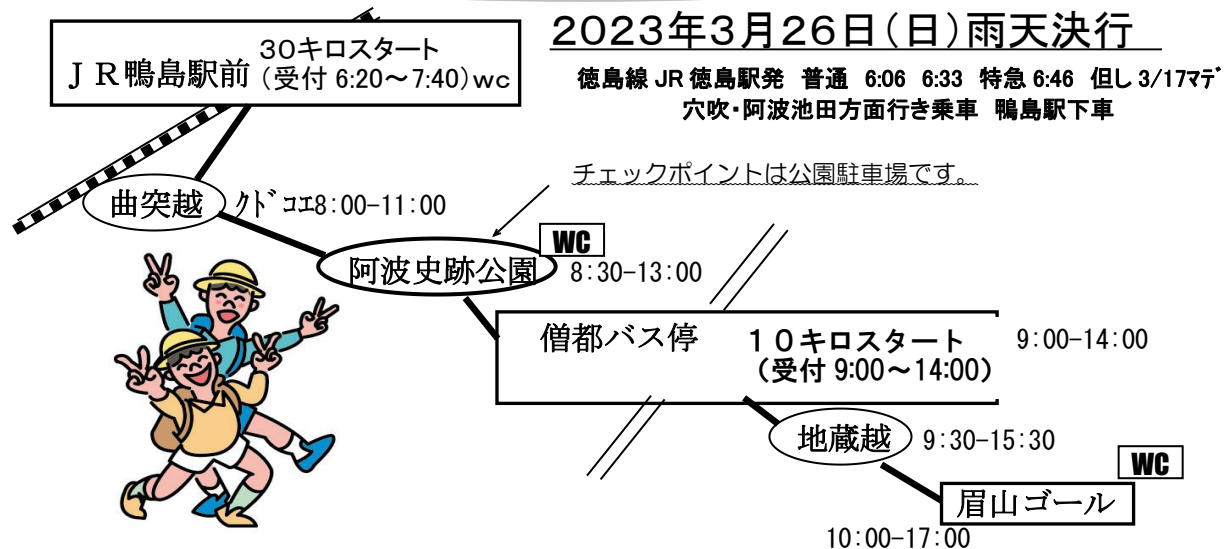 2023年3月26日(日)雨天決行
徳島線 JR 徳島駅発 普通 6:06 6:33 特急 6:46 但し 3/17マデ
穴吹・阿波池田方面行き乗車 鴨島駅下車
30キロスタート
JR鴨島駅前 (受付 6:20～7:40)wc
チェックポイントは公園駐車場です。
曲突越 クドコエ8:00-11:00
WC
阿波史跡公園 8:30-13:00
僧都バス停 10キロスタート 9:00-14:00
(受付 9:00～14:00)
地蔵越 9:30-15:30
WC
眉山ゴール
10:00-17:00